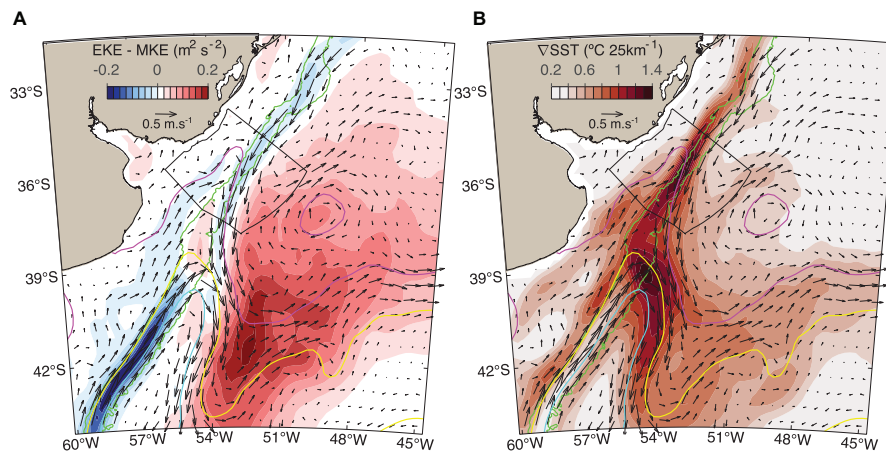 A
EKE - MKE (m² s⁻²)
-0.2 0 0.2
0.5 m.s⁻¹
33°S
36°S
39°S
42°S
60°W 57°W 54°W 51°W 48°W 45°W
B
∇SST (ºC 25km⁻¹)
0.2 0.6 1 1.4
0.5 m.s⁻¹
33°S
36°S
39°S
42°S
60°W 57°W 54°W 51°W 48°W 45°W